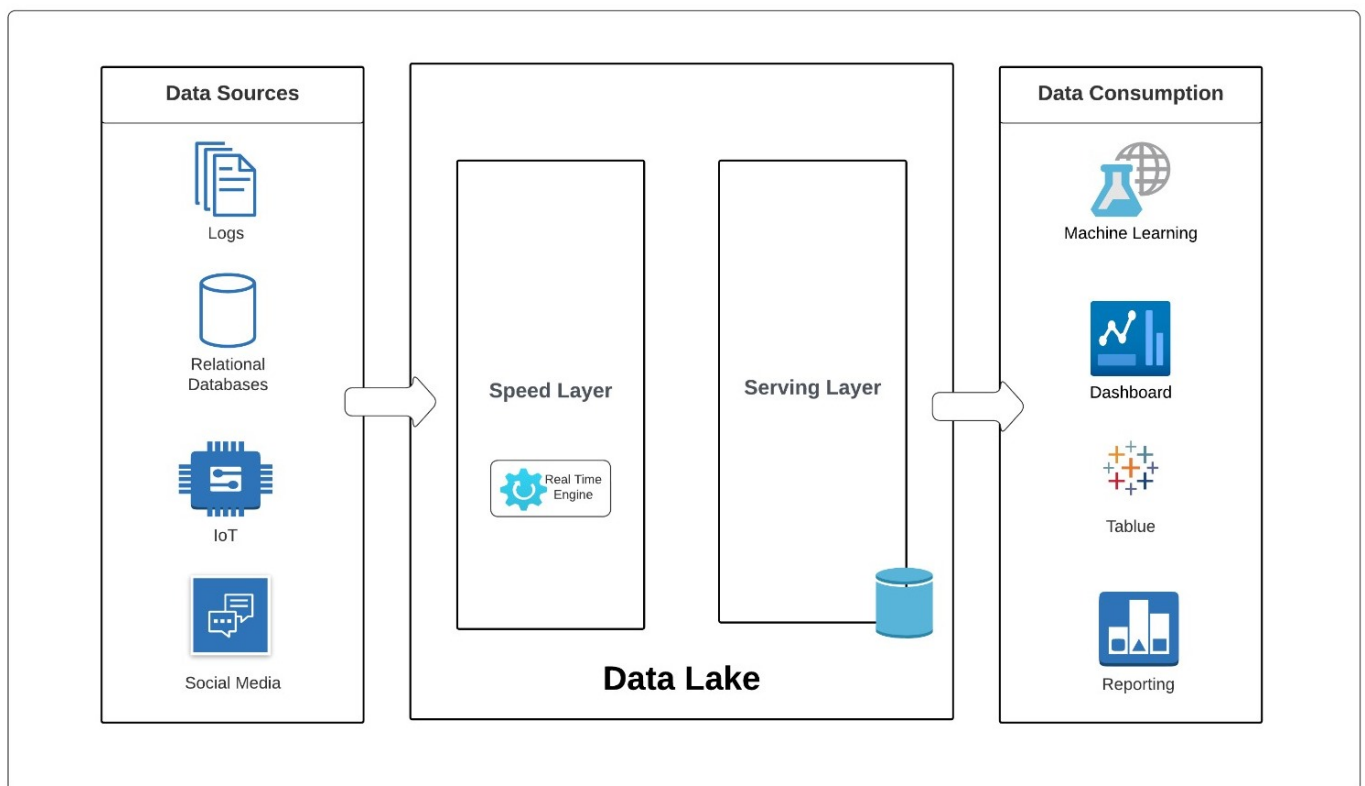 Data Sources
Logs
Relational
Databases
IoT
Social Media
Speed Layer
Real Time
Engine
Serving Layer
Data Lake
Data Consumption
Machine Learning
Dashboard
Tablue
Reporting